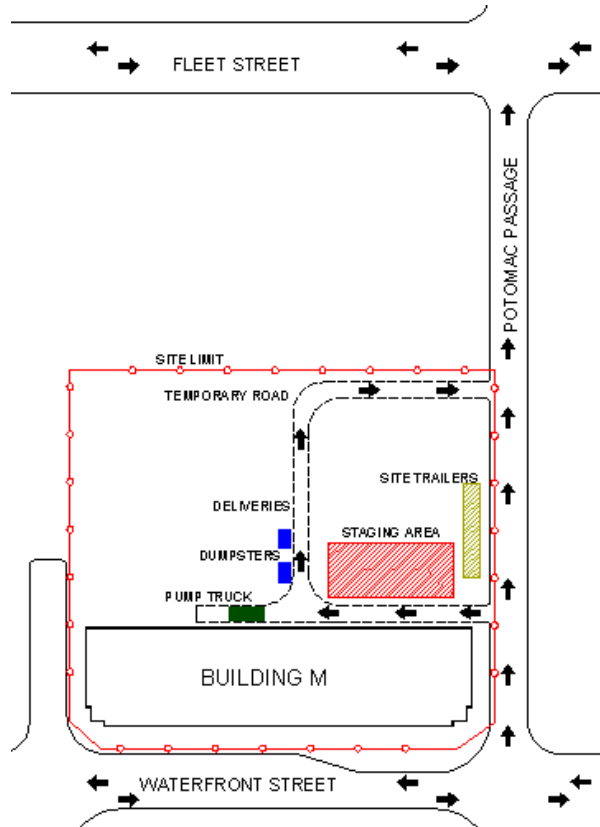 FLEET STREET
POTOMAC PASSAGE
SITE LIMIT
TEMPORARY ROAD
SITE TRAILERS
DELIVERIES
STAGING AREA
DUMPSTERS
PUMP TRUCK
BUILDING M
WATERFRONT STREET